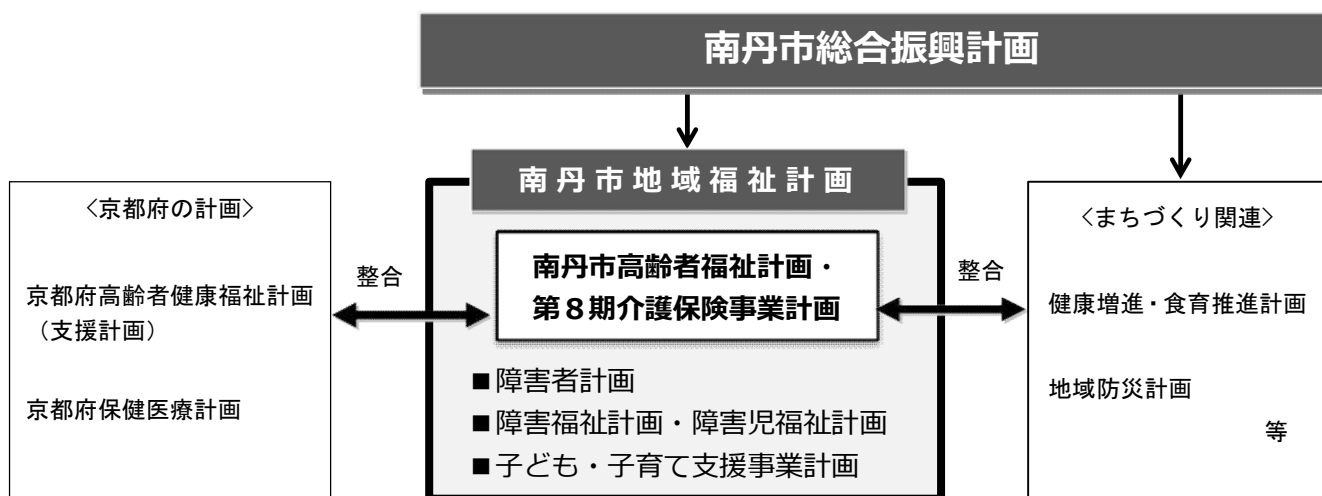 南丹市総合振興計画
南丹市地域福祉計画
〈京都府の計画〉
京都府高齢者健康福祉計画
（支援計画）
京都府保健医療計画
整合
南丹市高齢者福祉計画・
第８期介護保険事業計画
■障害者計画
■障害福祉計画・障害児福祉計画
■子ども・子育て支援事業計画
整合
〈まちづくり関連〉
健康増進・食育推進計画
地域防災計画
等